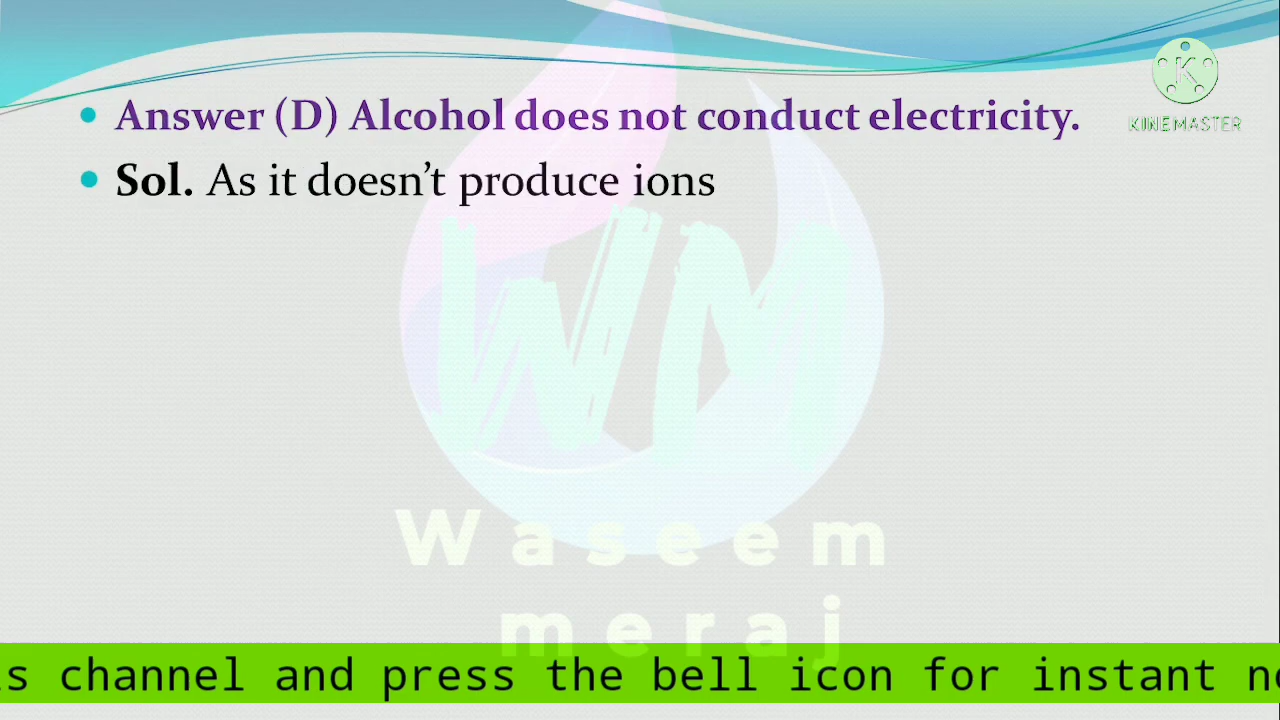 K
KINEMASTER
• Answer (D) Alcohol does not conduct electricity.
• Sol. As it doesn’t produce ions
WM
Waseem
meraj
channel and press the bell icon for instant